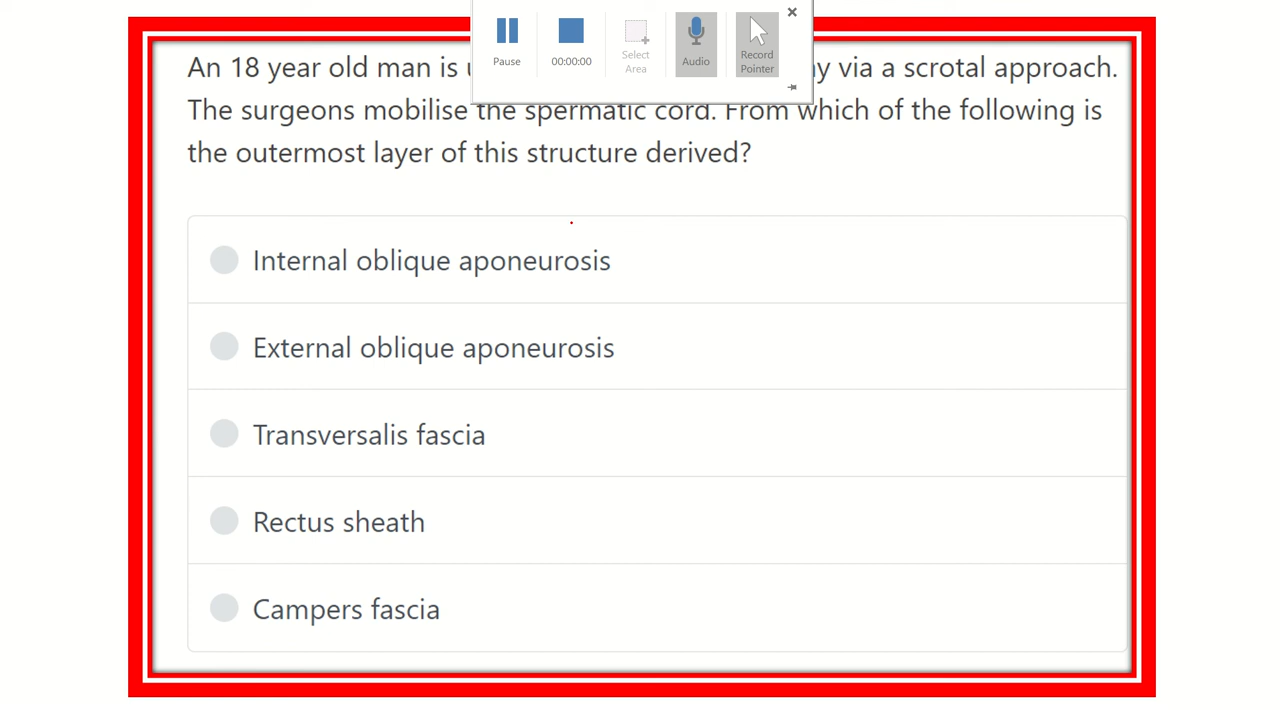 Pause
00:00:00
Select
Area
Audio
Record
Pointer
An 18 year old man is via a scrotal approach.
The surgeons mobilise the spermatic cord. From which of the following is
the outermost layer of this structure derived?
Internal oblique aponeurosis
External oblique aponeurosis
Transversalis fascia
Rectus sheath
Campers fascia